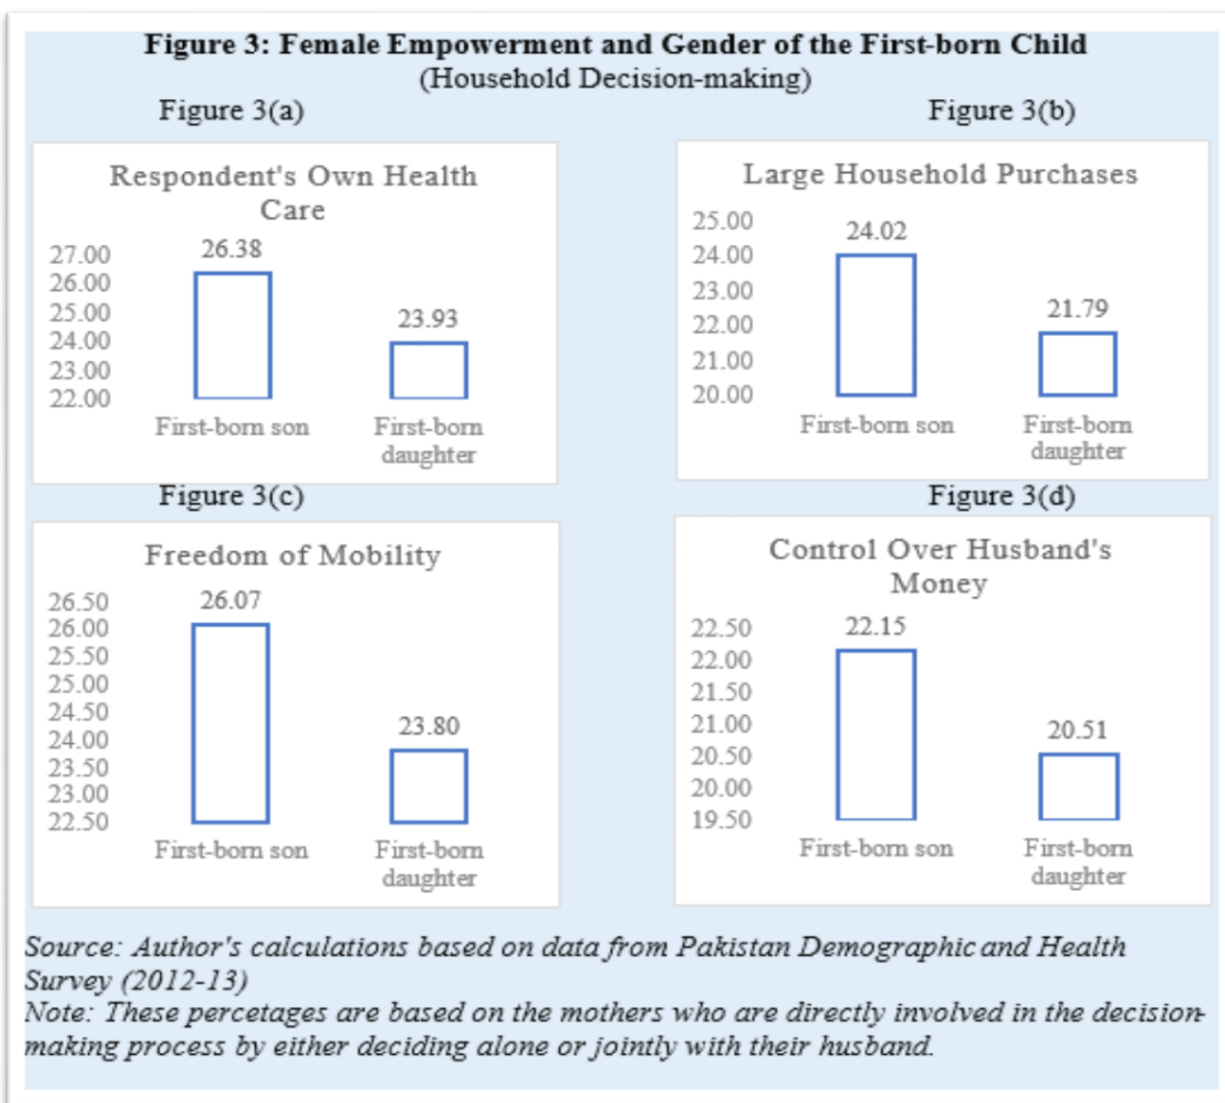 Figure 3: Female Empowerment and Gender of the First-born Child
(Household Decision-making)
Figure 3(a)
Respondent's Own Health
Care
27.00
26.00
25.00
24.00
23.00
22.00
26.38
23.93
First-born son
First-born
daughter
Figure 3(b)
Large Household Purchases
25.00
24.00
23.00
22.00
21.00
20.00
24.02
21.79
First-born son
First-born
daughter
Figure 3(c)
Freedom of Mobility
26.50
26.00
25.50
25.00
24.50
24.00
23.50
23.00
22.50
26.07
23.80
First-born son
First-born
daughter
Figure 3(d)
Control Over Husband's
Money
22.50
22.00
21.50
21.00
20.50
20.00
19.50
22.15
20.51
First-born son
First-born
daughter
Source: Author's calculations based on data from Pakistan Demographic and Health
Survey (2012-13)
Note: These percetages are based on the mothers who are directly involved in the decision-
making process by either deciding alone or jointly with their husband.